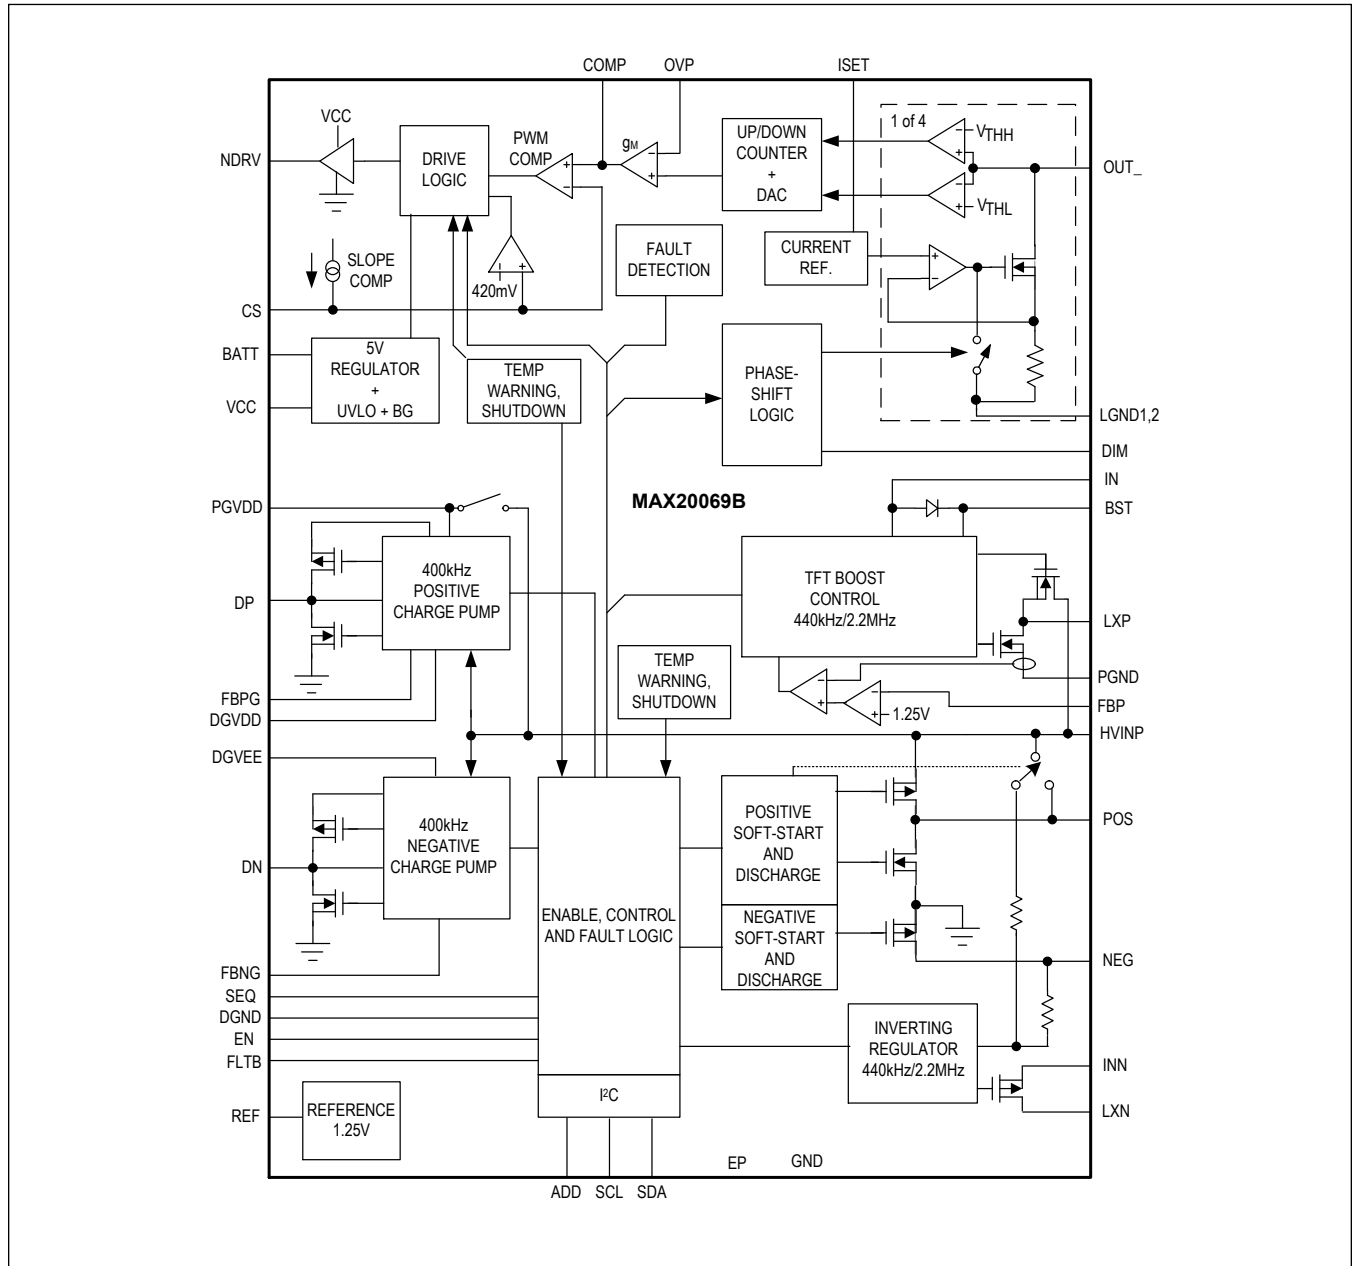 COMP
OVP
ISET
VCC
NDRV
DRIVE
LOGIC
PWM
COMP
+
−
gM
−
+
UP/DOWN
COUNTER
+
DAC
1 of 4
−
+
VTHH
−
+
VTHL
OUT_
SLOPE
COMP
−
+
420mV
FAULT
DETECTION
CURRENT
REF.
+
−
CS
BATT
VCC
5V
REGULATOR
+
UVLO + BG
TEMP
WARNING,
SHUTDOWN
PHASE-
SHIFT
LOGIC
LGND1,2
DIM
IN
BST
MAX20069B
PGVDD
400kHz
POSITIVE
CHARGE PUMP
DP
TFT BOOST
CONTROL
440kHz/2.2MHz
LXP
TEMP
WARNING,
SHUTDOWN
PGND
FBP
−
+
−
+
1.25V
FBPG
DGVDD
HVINP
DGVEE
400kHz
NEGATIVE
CHARGE PUMP
DN
POSITIVE
SOFT-START
AND
DISCHARGE
POS
ENABLE, CONTROL
AND FAULT LOGIC
NEGATIVE
SOFT-START
AND
DISCHARGE
NEG
FBNG
SEQ
DGND
EN
FLTB
INVERTING
REGULATOR
440kHz/2.2MHz
INN
LXN
REF
REFERENCE
1.25V
I²C
EP
GND
ADD
SCL
SDA